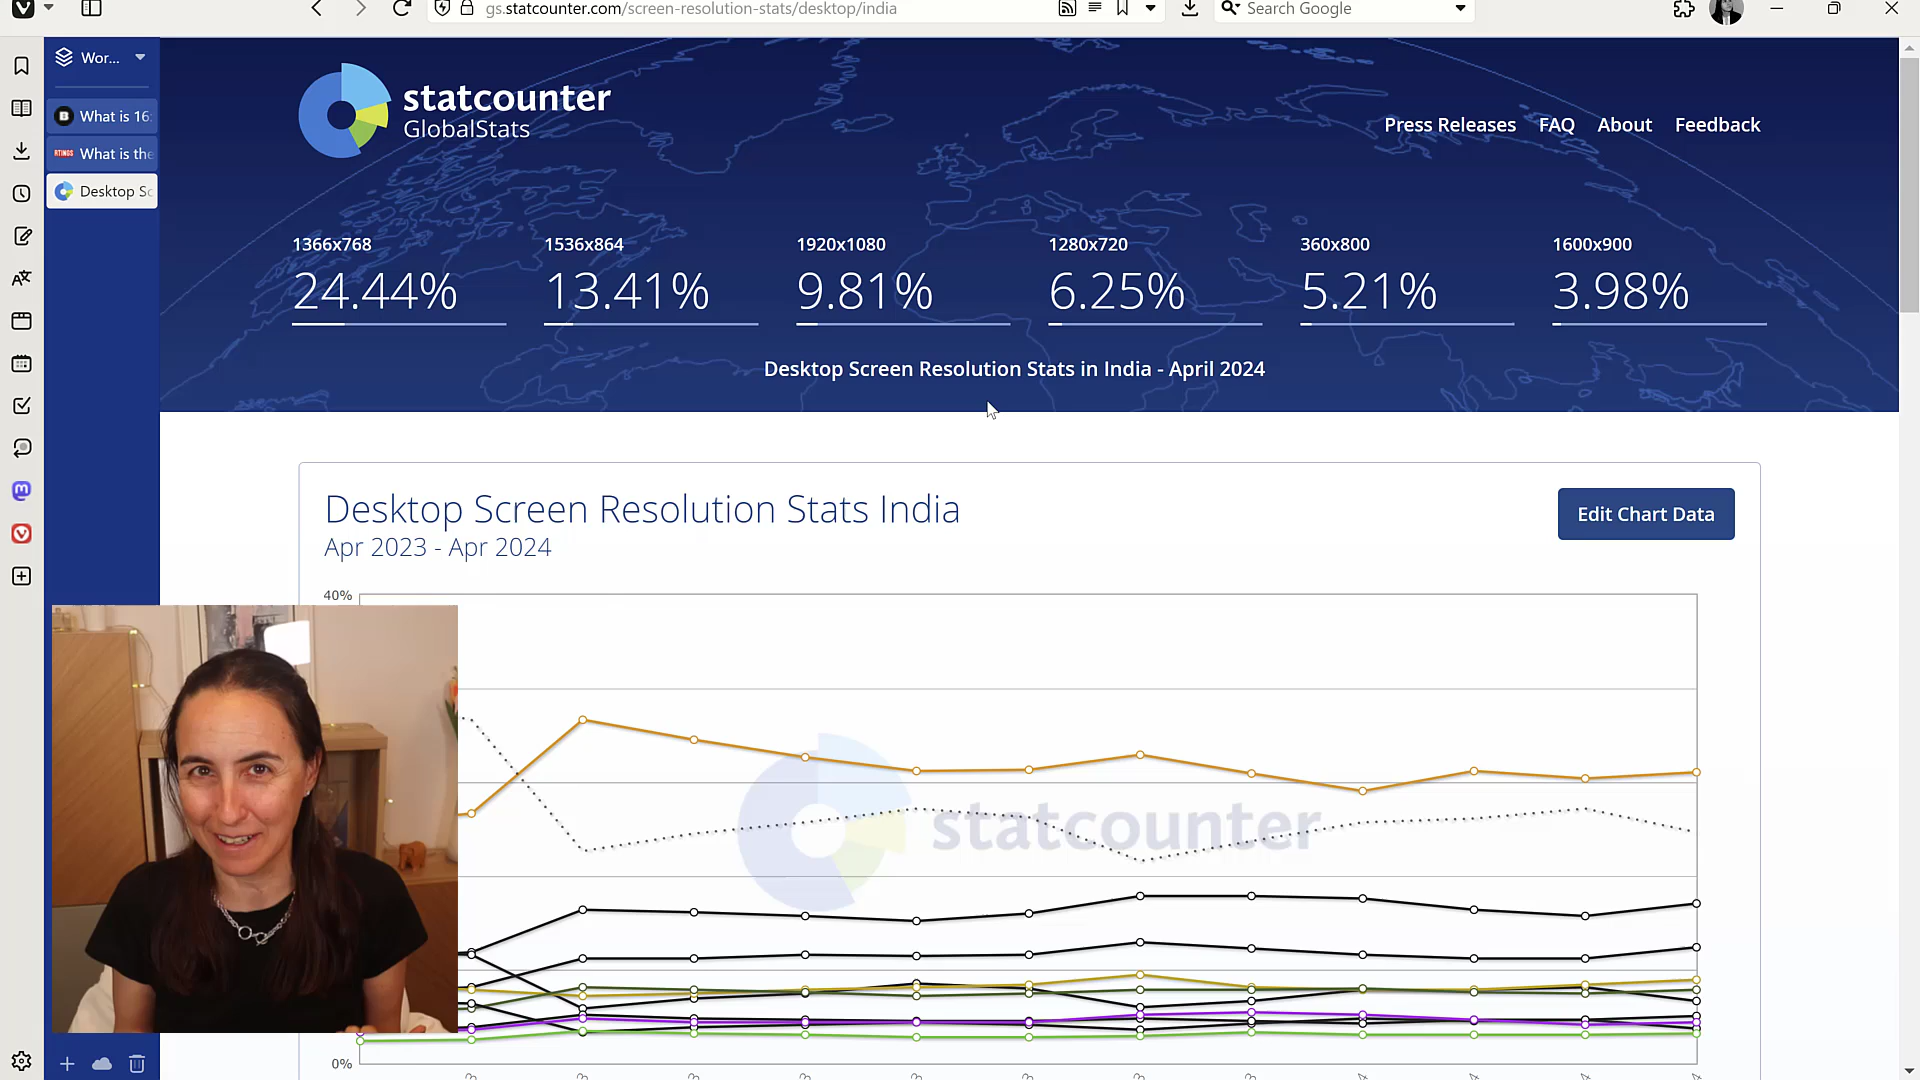 gs.statcounter.com/screen-resolution-stats/desktop/india
Search Google
Wor...
What is 16:
What is the
Desktop Sc
RTINGS
statcounter
GlobalStats
Press Releases
FAQ
About
Feedback
1366x768
1536x864
1920x1080
1280x720
360x800
1600x900
24.44%
13.41%
9.81%
6.25%
5.21%
3.98%
Desktop Screen Resolution Stats in India - April 2024
Desktop Screen Resolution Stats India
Apr 2023 - Apr 2024
Edit Chart Data
40%
statcounter
0%